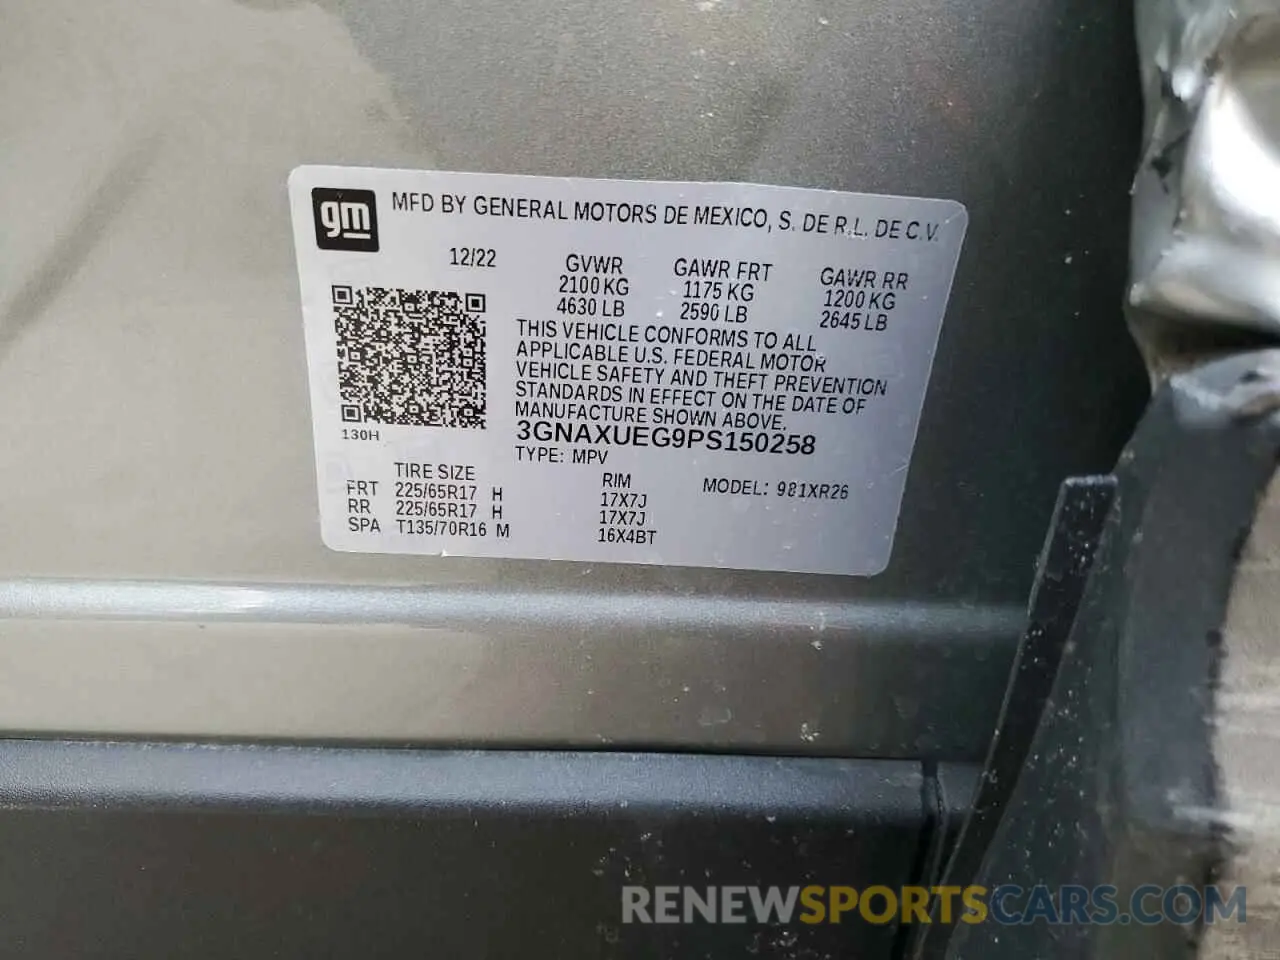 gm
MFD BY GENERAL MOTORS DE MEXICO, S. DE R.L. DE C.V.
12/22
GVWR GAWR FRT GAWR RR
2100 KG 1175 KG 1200 KG
4630 LB 2590 LB 2645 LB
THIS VEHICLE CONFORMS TO ALL
APPLICABLE U.S. FEDERAL MOTOR
VEHICLE SAFETY AND THEFT PREVENTION
STANDARDS IN EFFECT ON THE DATE OF
MANUFACTURE SHOWN ABOVE.
130H
3GNAXUEG9PS150258
TYPE: MPV
TIRE SIZE RIM MODEL: 981XR26
FRT 225/65R17 H 17X7J
RR 225/65R17 H 17X7J
SPA T135/70R16 M 16X4BT
RENEWSPORTSCARS.COM